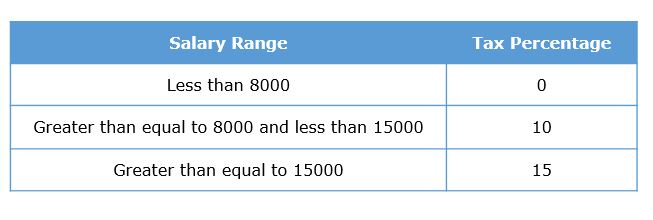 Salary Range Tax Percentage
Less than 8000 0
Greater than equal to 8000 and less than 15000 10
Greater than equal to 15000 15